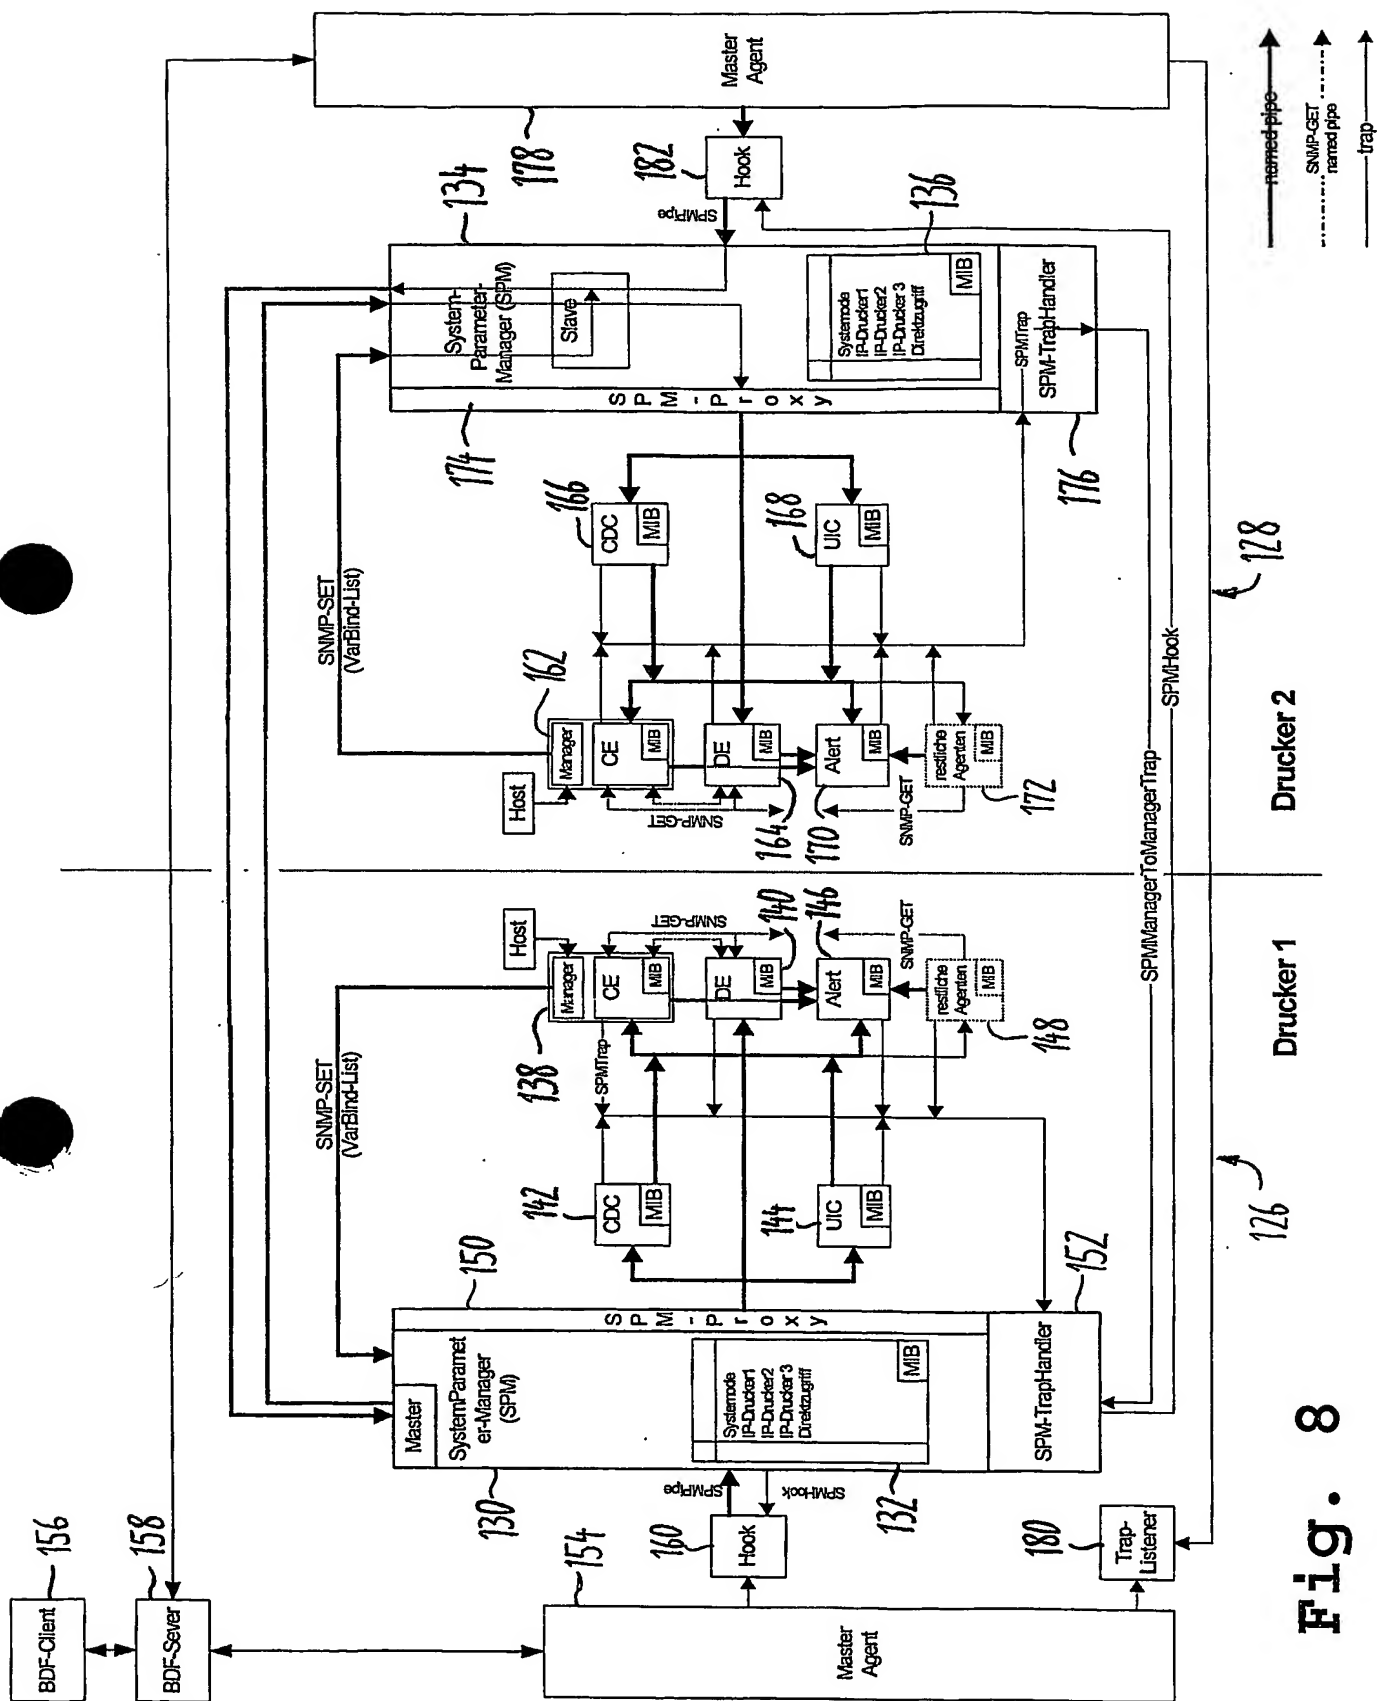 BDF-Client
156
BDF-Sever
158
Master
Agent
154
Hook
160
SPMPipe
SPMHook
Trap-
Listener
180
130
Master
SystemParamet
er-Manager
(SPM)
SPM-Proxy
150
Systemode
IP-Drucker1
IP-Drucker2
IP-Drucker 3
Direktzugriff
MIB
132
SPM-TrapHandler
152
SNMP-SET
(VarBind-List)
CDC
MIB
142
UIC
MIB
144
SPMTrap
138
Host
Manager
CE
MIB
SNMP-GET
DE
MIB
140
Alert
MIB
146
SNMP-GET
restliche
Agenten
MIB
148
Drucker 1
126
SPMManagerToManagerTrap
SPMHook
SNMP-SET
(VarBind-List)
Host
Manager
162
CE
MIB
SNMP-GET
DE
MIB
164
Alert
MIB
170
SNMP-GET
restliche
Agenten
MIB
172
CDC
MIB
166
UIC
MIB
168
Drucker 2
128
174
SPM-Proxy
System-
Parameter-
Manager (SPM)
Slave
134
Systemode
IP-Drucker1
IP-Drucker2
IP-Drucker 3
Direktzugriff
MIB
136
SPMTrap
SPM-TrapHandler
176
SPMPipe
Hook
182
Master
Agent
178
named pipe
SNMP-GET
named pipe
trap
Fig. 8